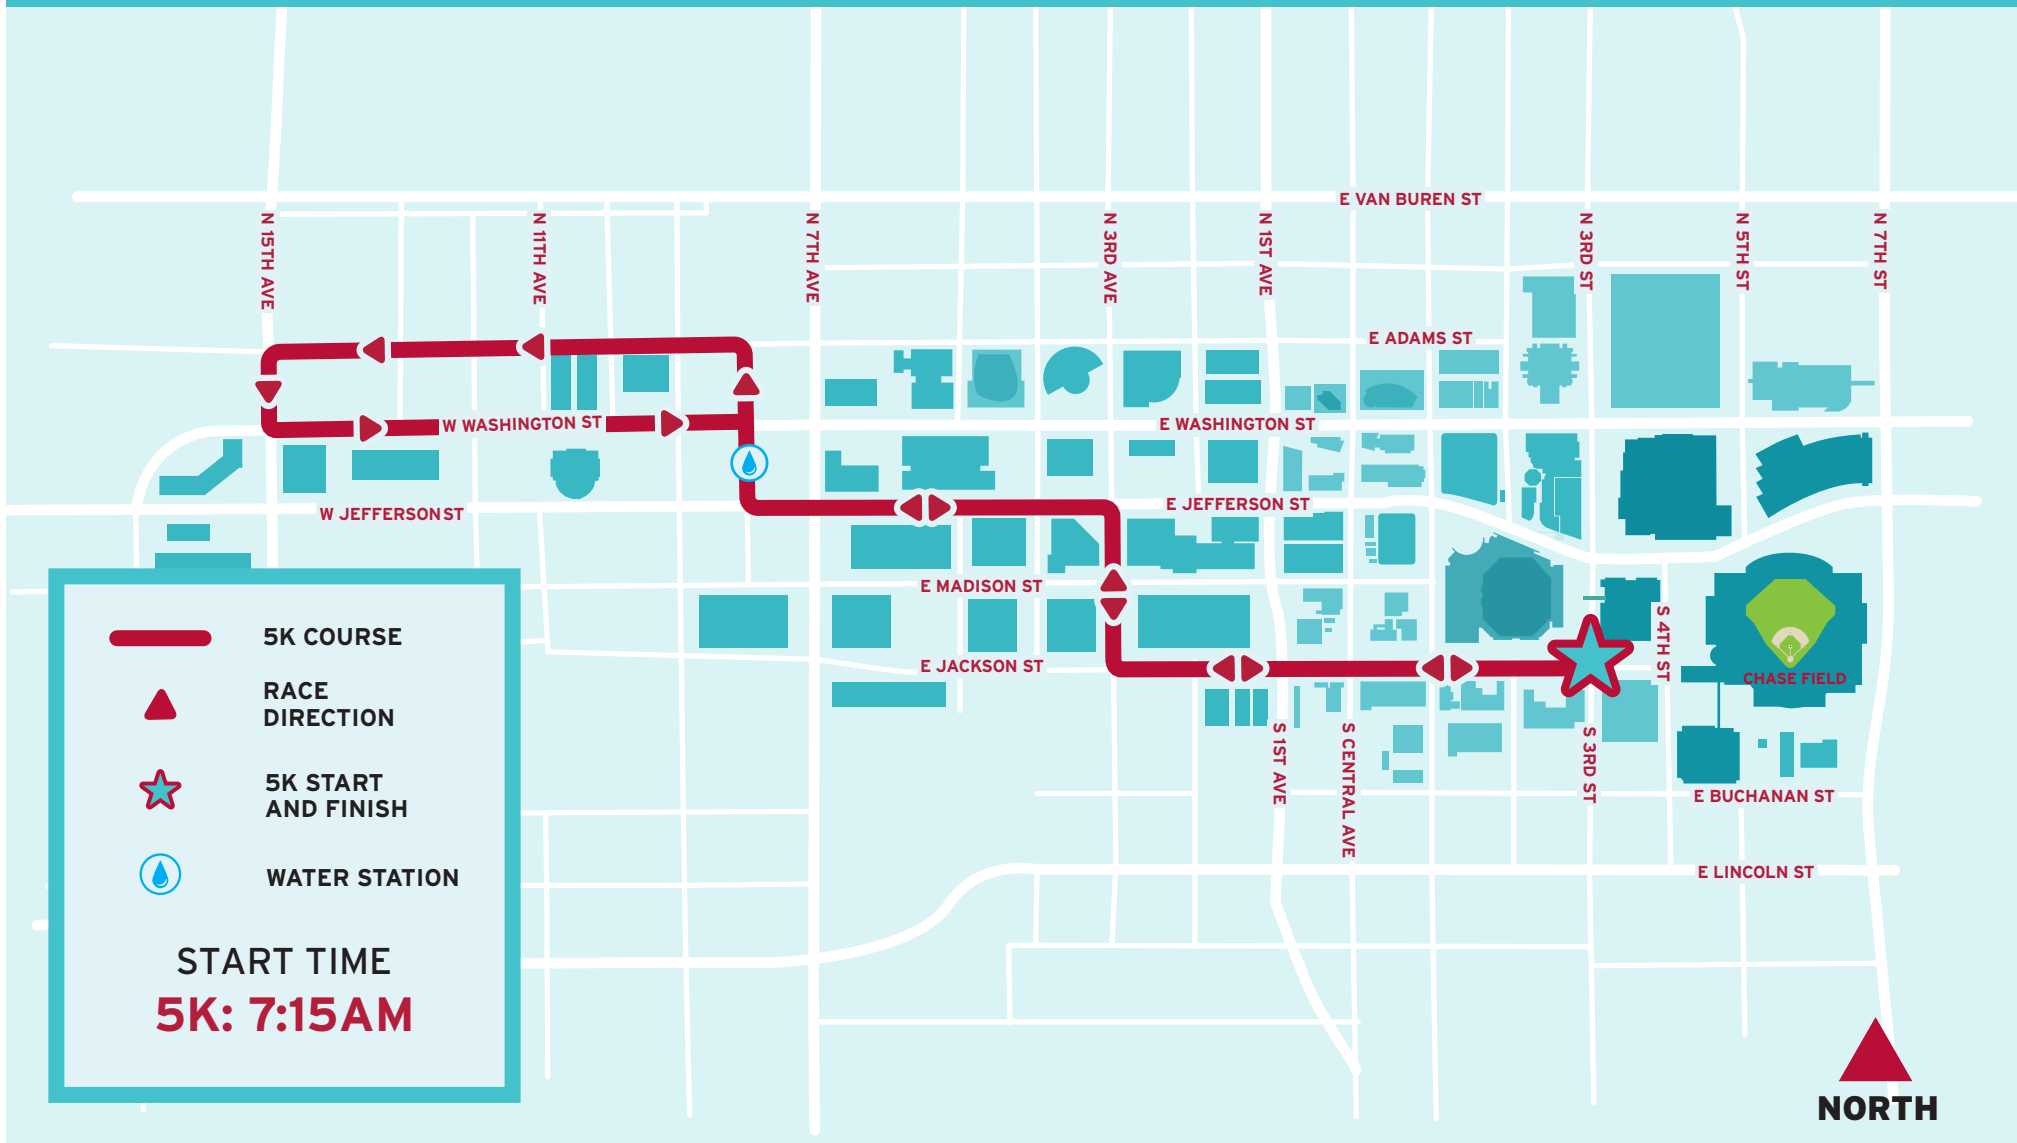 E VAN BUREN ST
N 15TH AVE
N 11TH AVE
N 7TH AVE
N 3RD AVE
N 1ST AVE
N 3RD ST
N 5TH ST
N 7TH ST
E ADAMS ST
W WASHINGTON ST
E WASHINGTON ST
W JEFFERSON ST
E JEFFERSON ST
E MADISON ST
E JACKSON ST
S 4TH ST
CHASE FIELD
S 1ST AVE
S CENTRAL AVE
S 3RD ST
E BUCHANAN ST
E LINCOLN ST
5K COURSE
RACE
DIRECTION
5K START
AND FINISH
WATER STATION
START TIME
5K: 7:15AM
NORTH